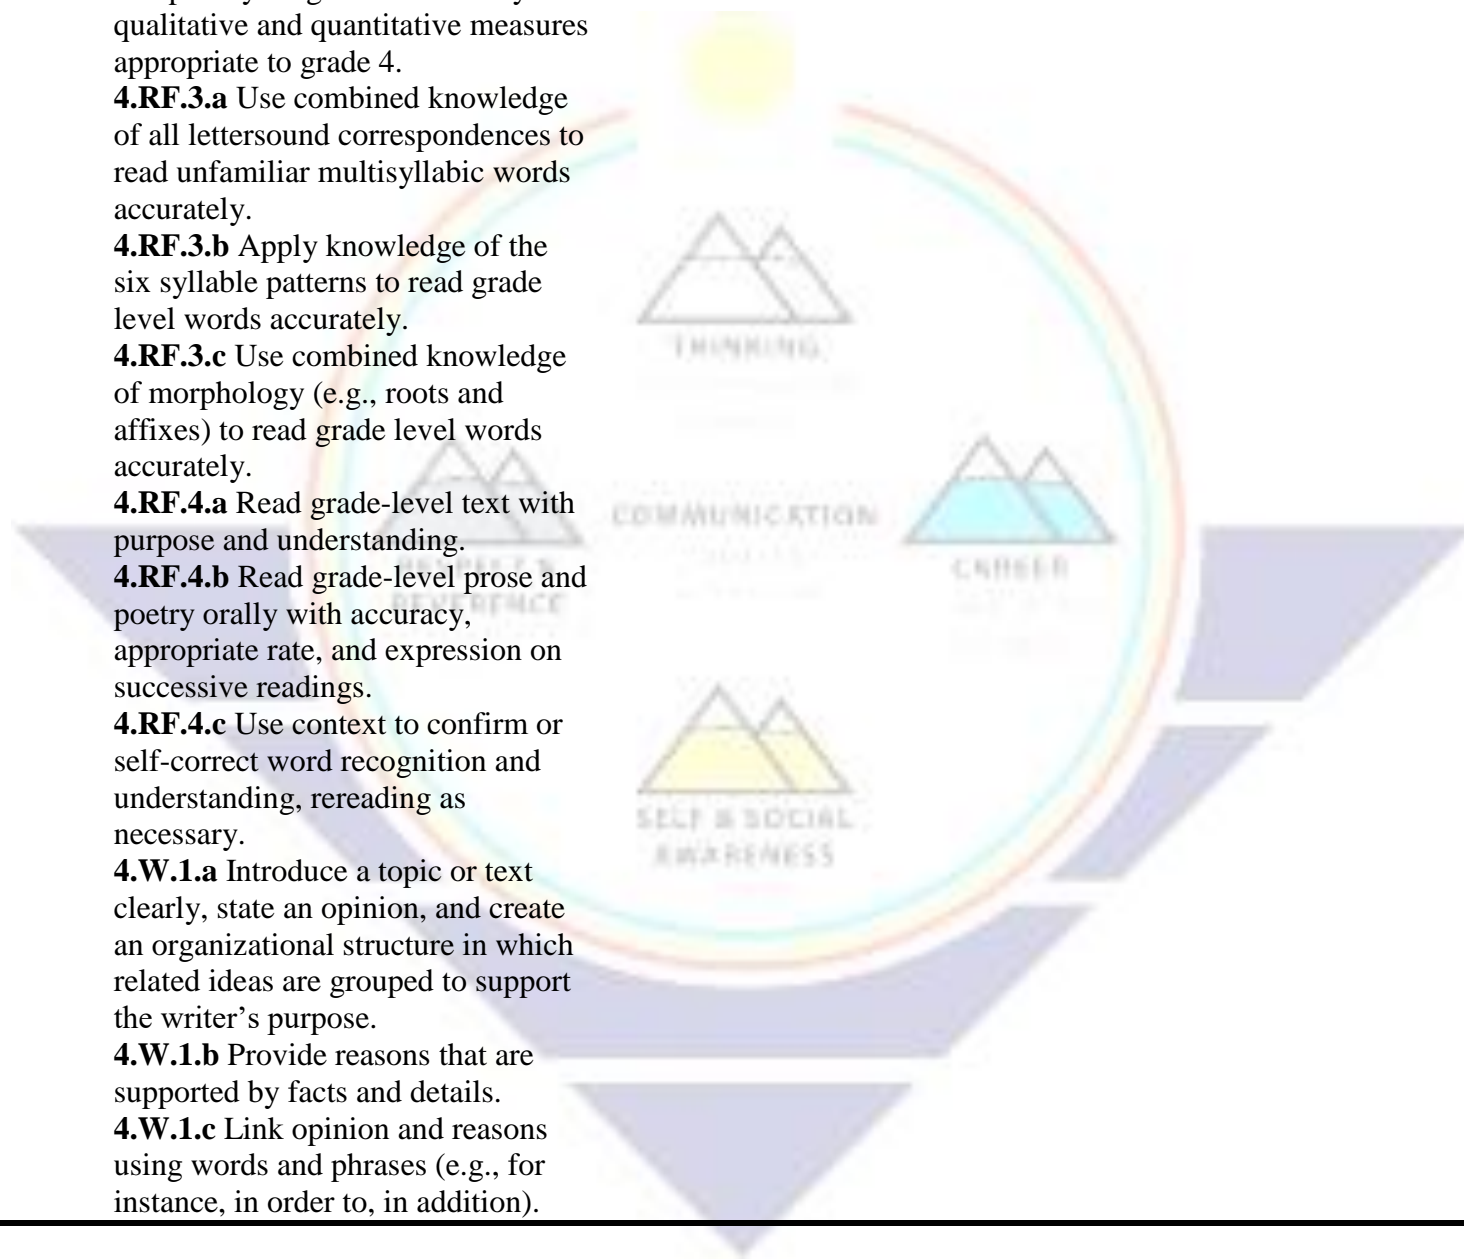 qualitative and quantitative measures
appropriate to grade 4.
4.RF.3.a Use combined knowledge
of all lettersound correspondences to
read unfamiliar multisyllabic words
accurately.
4.RF.3.b Apply knowledge of the
six syllable patterns to read grade
level words accurately.
THINKING
4.RF.3.c Use combined knowledge
of morphology (e.g., roots and
affixes) to read grade level words
accurately.
4.RF.4.a Read grade-level text with
COMMUNICATION
purpose and understanding.
RESPECT &
CAREER
4.RF.4.b Read grade-level prose and
REVERENCE
poetry orally with accuracy,
appropriate rate, and expression on
successive readings.
4.RF.4.c Use context to confirm or
self-correct word recognition and
understanding, rereading as
necessary.
SELF & SOCIAL
AWARENESS
4.W.1.a Introduce a topic or text
clearly, state an opinion, and create
an organizational structure in which
related ideas are grouped to support
the writer’s purpose.
4.W.1.b Provide reasons that are
supported by facts and details.
4.W.1.c Link opinion and reasons
using words and phrases (e.g., for
instance, in order to, in addition).